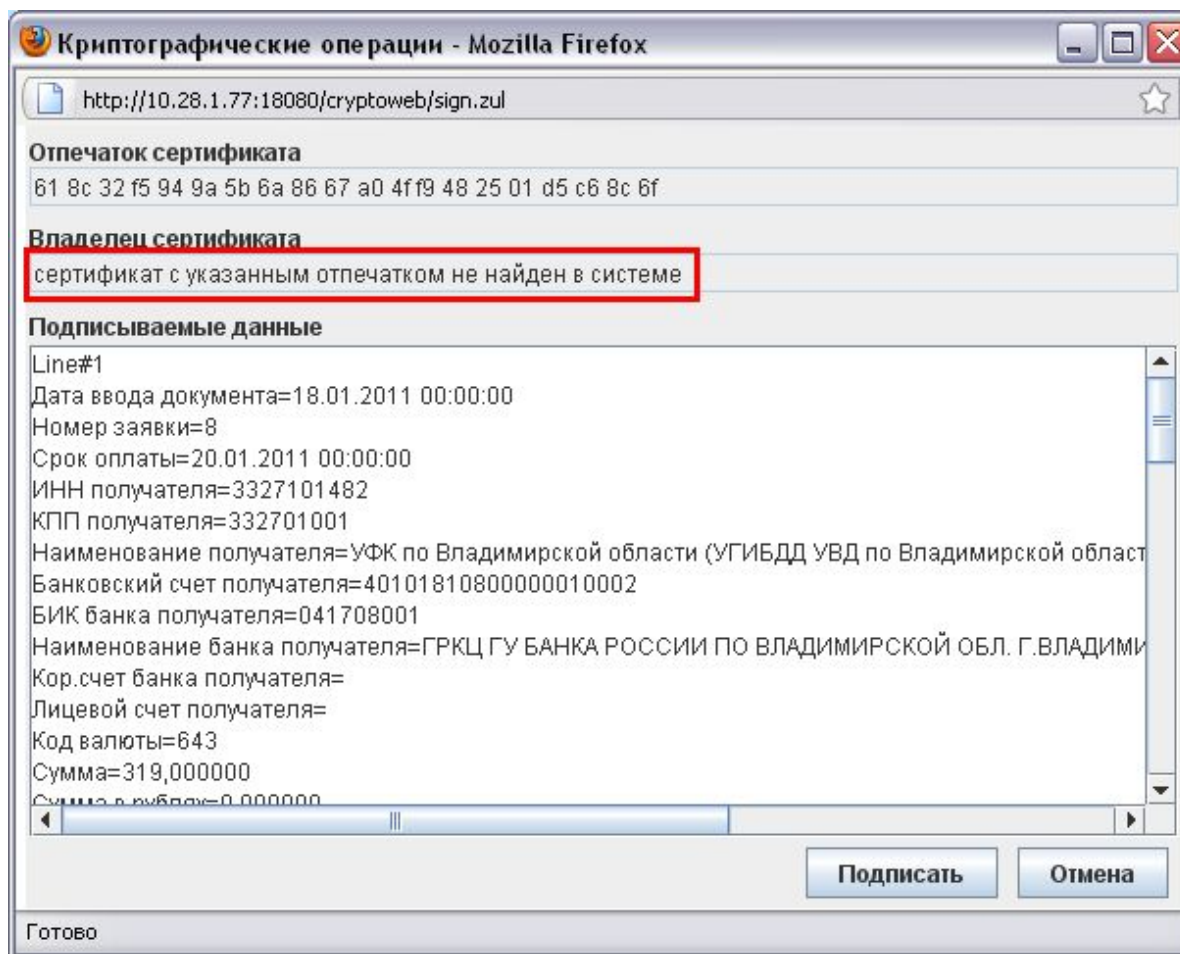 Криптографические операции - Mozilla Firefox
http://10.28.1.77:18080/cryptoweb/sign.zul
Отпечаток сертификата
61 8c 32 f5 94 9a 5b 6a 86 67 a0 4f f9 48 25 01 d5 c6 8c 6f
Владелец сертификата
сертификат с указанным отпечатком не найден в системе
Подписываемые данные
Line#1
Дата ввода документа=18.01.2011 00:00:00
Номер заявки=8
Срок оплаты=20.01.2011 00:00:00
ИНН получателя=3327101482
КПП получателя=332701001
Наименование получателя=УФК по Владимирской области (УГИБДД УВД по Владимирской област
Банковский счет получателя=40101810800000010002
БИК банка получателя=041708001
Наименование банка получателя=ГРКЦ ГУ БАНКА РОССИИ ПО ВЛАДИМИРСКОЙ ОБЛ. Г.ВЛАДИМИ
Кор.счет банка получателя=
Лицевой счет получателя=
Код валюты=643
Сумма=319,000000
Сумма в рублях=0,000000
Подписать
Отмена
Готово